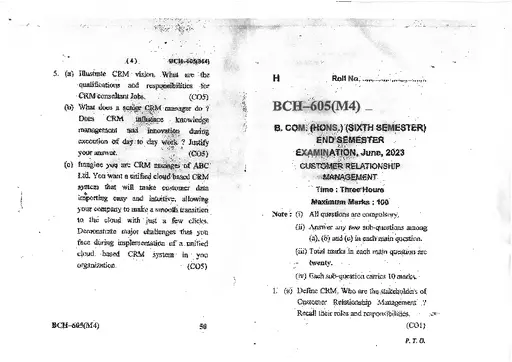 ( 4 ) BCH–605(M4)
5. (a) Illustrate CRM vision. What are the
qualifications and responsibilities for
CRM consultant Jobs. (CO5)
(b) What does a senior CRM manager do ?
Does CRM influence knowledge
management and innovation during
execution of day to day work ? Justify
your answer. (CO5)
(c) Imagine you are CRM manager of ABC
Ltd. You want a unified cloud based CRM
system that will make customer data
importing easy and intuitive, allowing
your company to make a smooth transition
to the cloud with just a few clicks.
Demonstrate major challenges that you
face during implementation of a unified
cloud based CRM system in you
organization. (CO5)
BCH–605(M4) 50
H Roll No. ....................
BCH–605(M4)
B. COM. (HONS.) (SIXTH SEMESTER)
END SEMESTER
EXAMINATION, June, 2023
CUSTOMER RELATIONSHIP
MANAGEMENT
Time : Three Hours
Maximum Marks : 100
Note : (i) All questions are compulsory.
(ii) Answer any two sub-questions among
(a), (b) and (c) in each main question.
(iii) Total marks in each main question are
twenty.
(iv) Each sub-question carries 10 marks.
1. (a) Define CRM. Who are the stakeholders of
Customer Relationship Management ?
Recall their roles and responsibilities.
(CO1)
P. T. O.